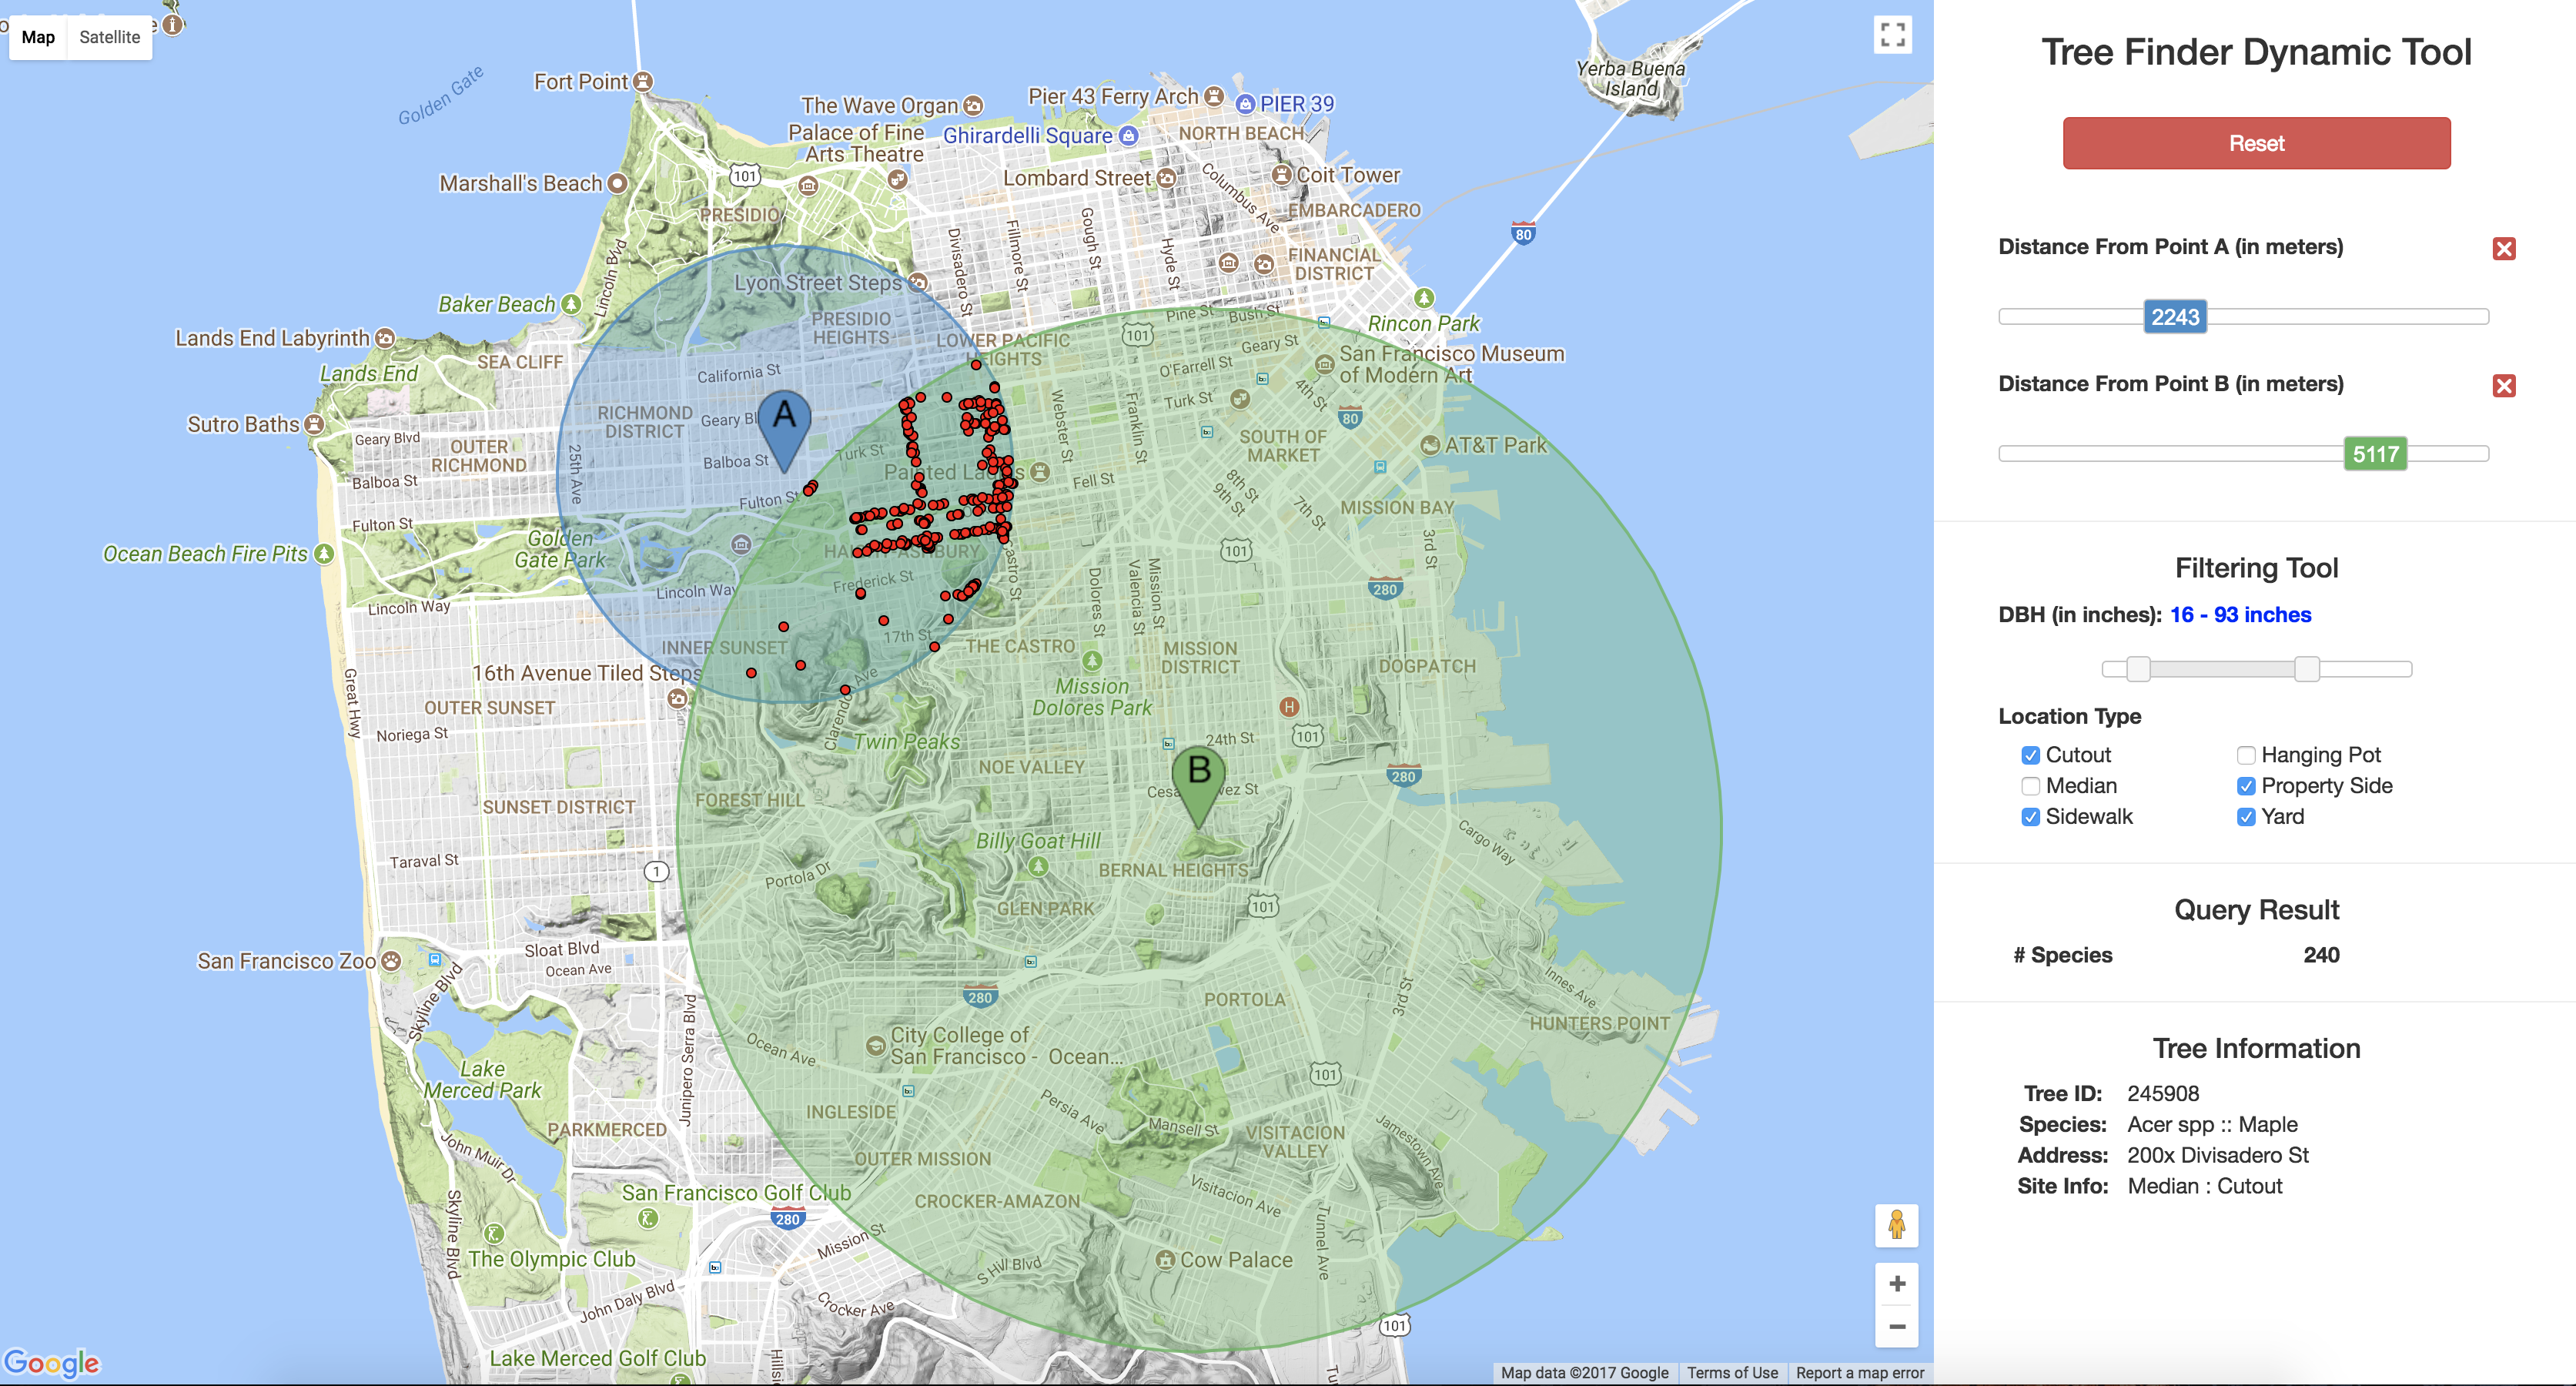 Map
Satellite
Golden Gate
Fort Point
The Wave Organ
Pier 43 Ferry Arch
PIER 39
Yerba Buena
Island
Palace of Fine
Arts Theatre
Ghirardelli Square
NORTH BEACH
Marshall's Beach
101
Lombard Street
Columbus Ave
Coit Tower
PRESIDIO
EMBARCADERO
Lincoln Blvd
Divisadero St
Fillmore St
Gough St
Hyde St
80
FINANCIAL
DISTRICT
Lyon Street Steps
Baker Beach
PRESIDIO
HEIGHTS
Pine St
Bush St
Rincon Park
Lands End Labyrinth
SEA CLIFF
LOWER PACIFIC
HEIGHTS
101
Geary St
San Francisco Museum
of Modern Art
Lands End
California St
O'Farrell St
4th St
Turk St
A
RICHMOND
DISTRICT
Geary Bl
Webster St
Franklin St
80
Sutro Baths
Geary Blvd
OUTER
RICHMOND
25th Ave
Balboa St
Turk St
Painted La
SOUTH OF
MARKET
AT&T Park
Balboa St
Fell St
8th St
9th St
7th St
Fulton St
MISSION BAY
Fulton St
Golden
Gate Park
Ocean Beach Fire Pits
101
3rd St
Frederick St
Castro St
Dolores St
Valencia St
Mission St
280
Lincoln Way
Lincoln Way
17th St
INNER SUNSET
THE CASTRO
MISSION
DISTRICT
DOGPATCH
16th Avenue Tiled Steps
Great Hwy
Mission
Dolores Park
OUTER SUNSET
Clarendon Ave
H
Noriega St
Twin Peaks
24th St
101
NOE VALLEY
B
280
FOREST HILL
SUNSET DISTRICT
Billy Goat Hill
Cargo Way
Taraval St
1
Portola Dr
BERNAL HEIGHTS
GLEN PARK
101
Sloat Blvd
Ocean Ave
San Francisco Zoo
Skyline Blvd
Junipero Serra Blvd
280
PORTOLA
3rd St
Innes Ave
HUNTERS POINT
City College of
San Francisco - Ocean...
Ocean Ave
Lake
Merced Park
101
INGLESIDE
Persia Ave
Mansell St
VISITACION
VALLEY
Jamestown Ave
PARKMERCED
John Muir Dr
OUTER MISSION
San Francisco Golf Club
CROCKER-AMAZON
Visitacion Ave
Skyline Blvd
280
Mission St
Tunnel Ave
The Olympic Club
Cow Palace
S Hill Blvd
John Daly Blvd
Crocker Ave
101
Lake Merced Golf Club
Google
Map data ©2017 Google
Terms of Use
Report a map error
Tree Finder Dynamic Tool
Reset
Distance From Point A (in meters)
2243
Distance From Point B (in meters)
5117
Filtering Tool
DBH (in inches): 16 - 93 inches
Location Type
Cutout
Hanging Pot
Median
Property Side
Sidewalk
Yard
Query Result
# Species 240
Tree Information
Tree ID: 245908
Species: Acer spp :: Maple
Address: 200x Divisadero St
Site Info: Median : Cutout